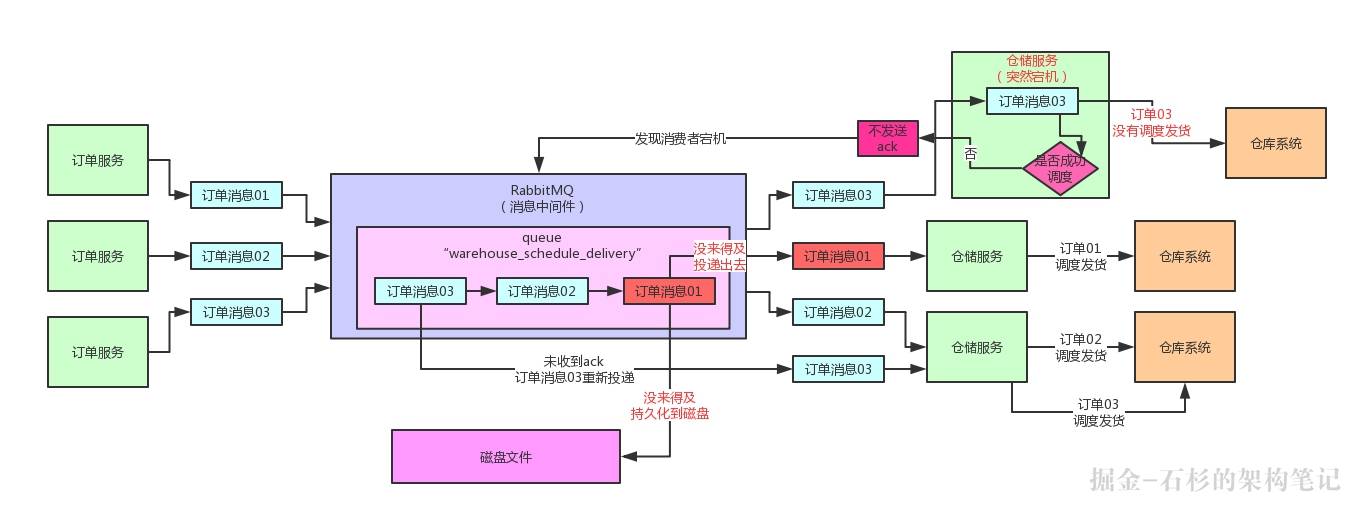 仓储服务
（突然宕机）
订单消息03
订单03
没有调度发货
仓库系统
不发送
ack
否
是否成功
调度
发现消费者宕机
订单服务
订单消息01
RabbitMQ
（消息中间件）
订单消息03
订单服务
订单消息02
queue
“warehouse_schedule_delivery”
没来得及
投递出去
订单消息01
仓储服务
订单01
调度发货
仓库系统
订单消息03
订单消息02
订单消息01
订单消息03
订单消息02
订单服务
仓储服务
订单02
调度发货
仓库系统
未收到ack
订单消息03重新投递
订单消息03
没来得及
持久化到磁盘
订单03
调度发货
磁盘文件
掘金-石杉的架构笔记